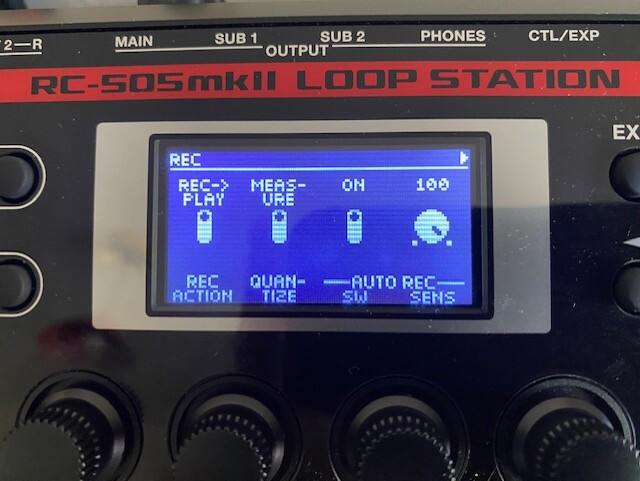 2—R MAIN SUB 1 SUB 2 PHONES CTL/EXP
OUTPUT
RC-505mkII LOOP STATION
EX
REC
REC-> MEAS- ON 100
PLAY URE
REC QUAN- AUTO REC
ACTION TIZE SW SENS